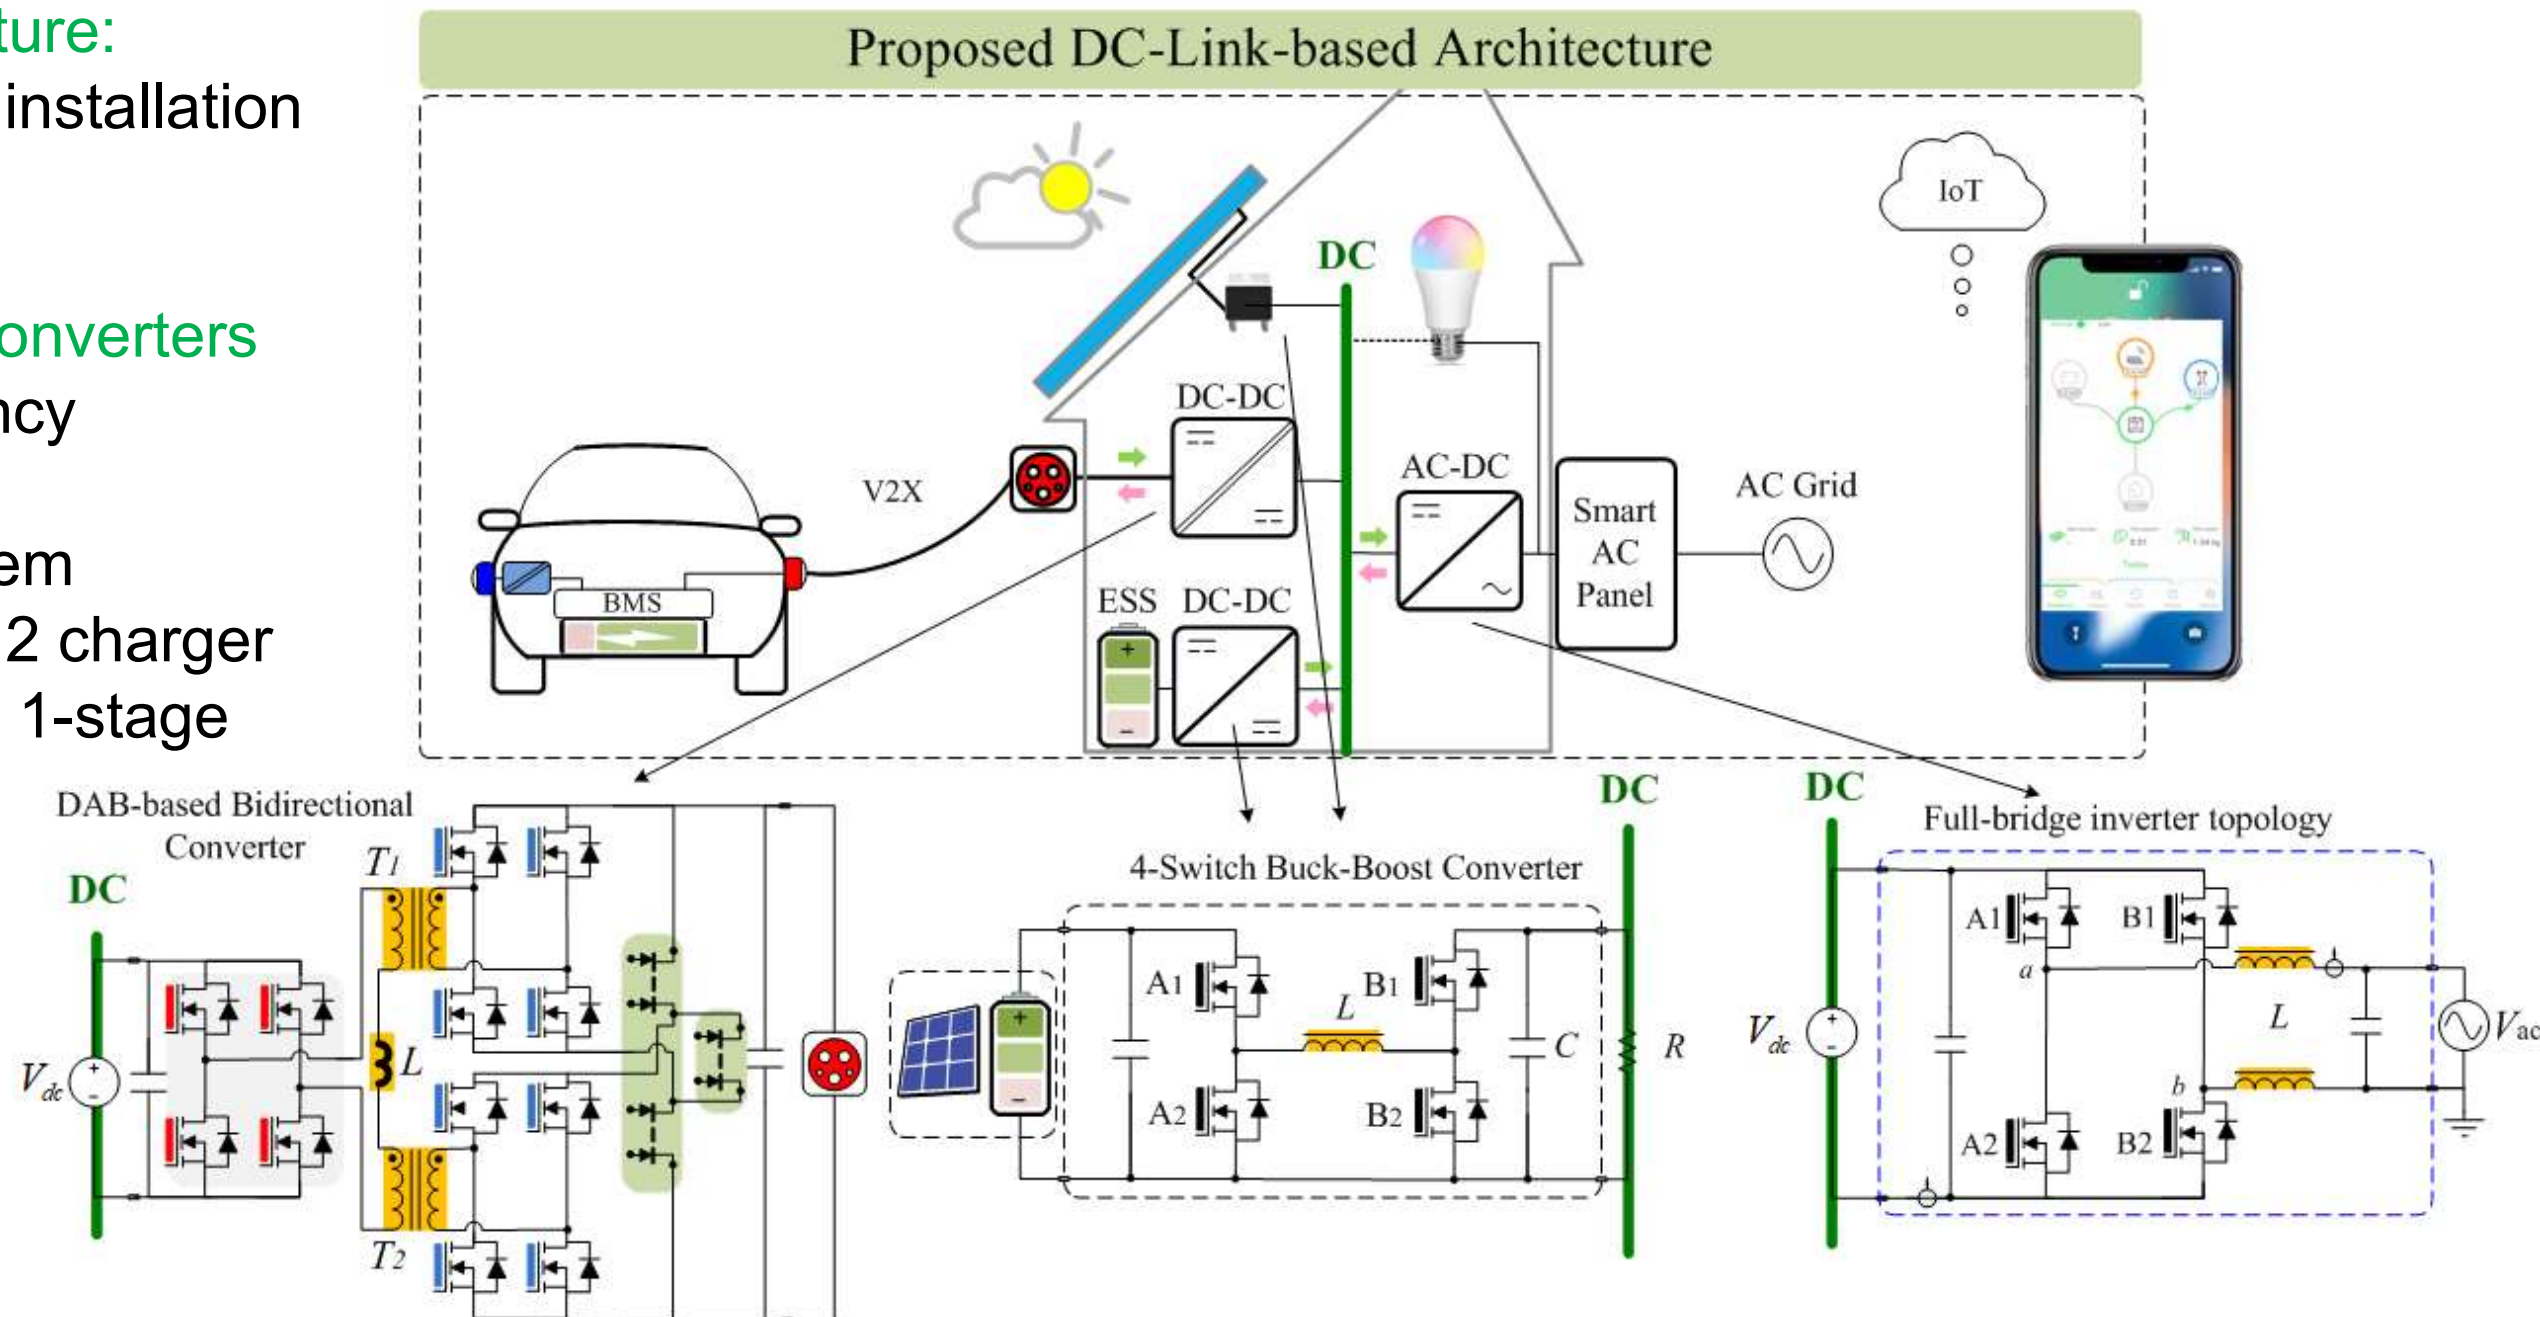 ture:
installation
onverters
ncy
em
2 charger
1-stage
Proposed DC-Link-based Architecture
IoT
DC
DC-DC
V2X
AC-DC
AC Grid
Smart
AC
Panel
BMS
ESS DC-DC
DAB-based Bidirectional
Converter
T1
DC
L
Vdc
+
-
T2
4-Switch Buck-Boost Converter
DC
A1
B1
L
C
R
A2
B2
+
−
DC
Full-bridge inverter topology
A1
B1
a
Vdc
+
-
L
Vac
b
A2
B2